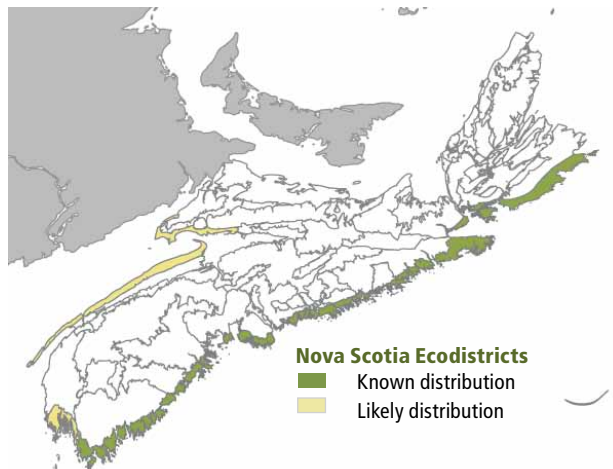 Nova Scotia Ecodistricts
Known distribution
Likely distribution